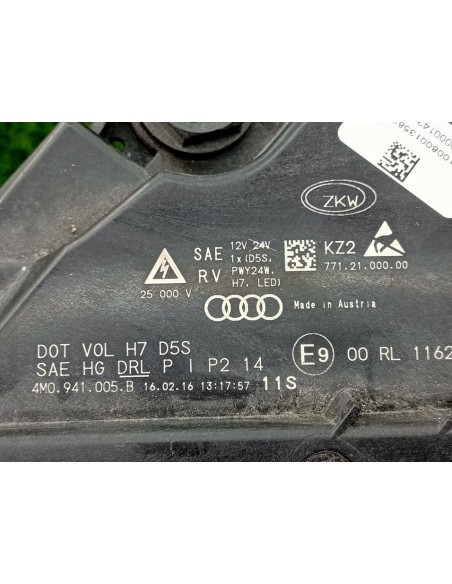 ZKW
SAE 12V 24V
RV 1x (D5S, PWY24W, H7, LED)
25 000 V
KZ2
771.21.000.00
Made in Austria
DOT VOL H7 D5S
SAE HG DRL P I P2 14
E9 00 RL 1162
4M0.941.005.B 16.02.16 13:17:57 11S